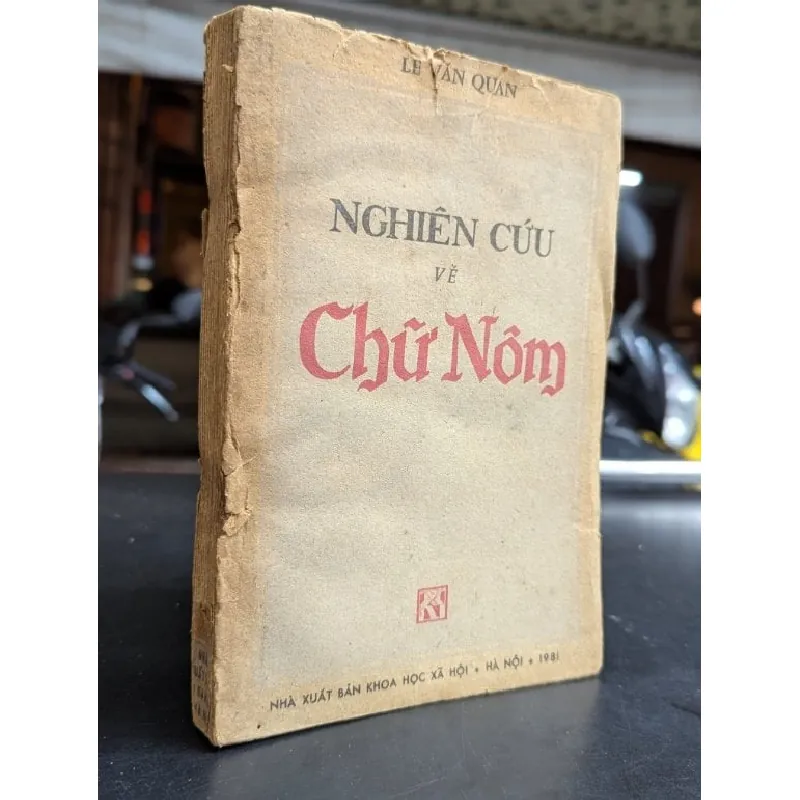 LÊ VĂN QUÁN
NGHIÊN CỨU
VỀ
Chữ Nôm
NHÀ XUẤT BẢN KHOA HỌC XÃ HỘI • HÀ NỘI • 1981